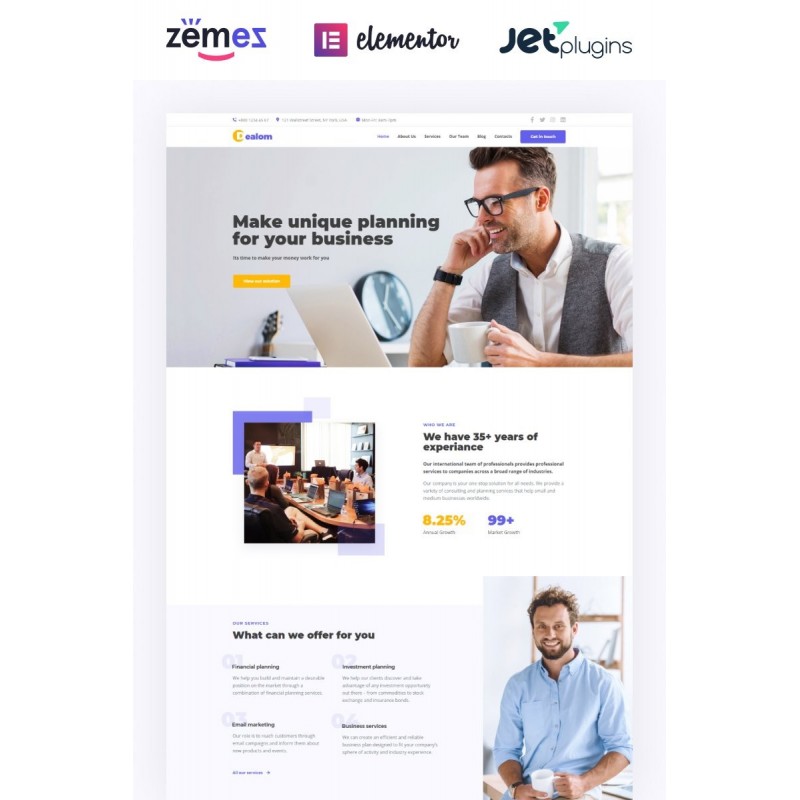 zemez
elementor
JetPlugins
Mon-Fri: 9am-7pm
Dealom
Home About Us Services Our Team Blog Contacts Get in touch
Make unique planning
for your business
Its time to make your money work for you
WHO WE ARE
We have 35+ years of
experiance
Our international team of professionals provides professional
services to companies across a broad range of industries.
Our company is your one-stop solution for all needs. We provide a
variety of consulting and planning services that help small and
medium businesses worldwide.
8.25% 99+
Annual Growth Market Growth
OUR SERVICES
What can we offer for you
01
Financial planning
We help you build and maintain a desirable
position on the market through a
combination of financial planning services.
02
Investment planning
We help our clients discover and take
advantage of any investment opportunity
out there - from commodities to stock
exchange and insurance bonds.
03
Email marketing
Our role is to reach customers through
email campaigns and inform them about
new products and events.
04
Business services
We can create an efficient and reliable
business plan designed to fit your company's
sphere of activity and industry experience.
All our services